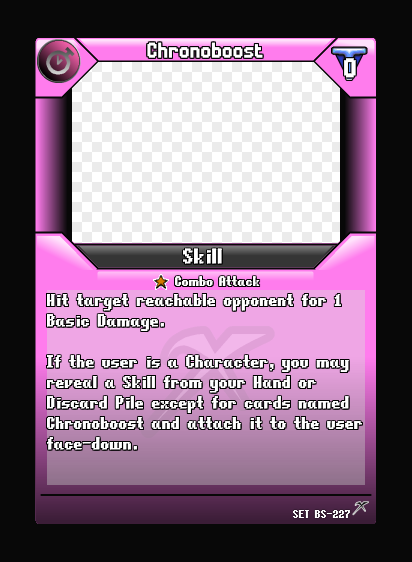 Chronoboost
0
Skill
Combo Attack
Hit target reachable opponent for 1
Basic Damage.
If the user is a Character, you may
reveal a Skill from your Hand or
Discard Pile except for cards named
Chronoboost and attach it to the user
face-down.
SET BS-227